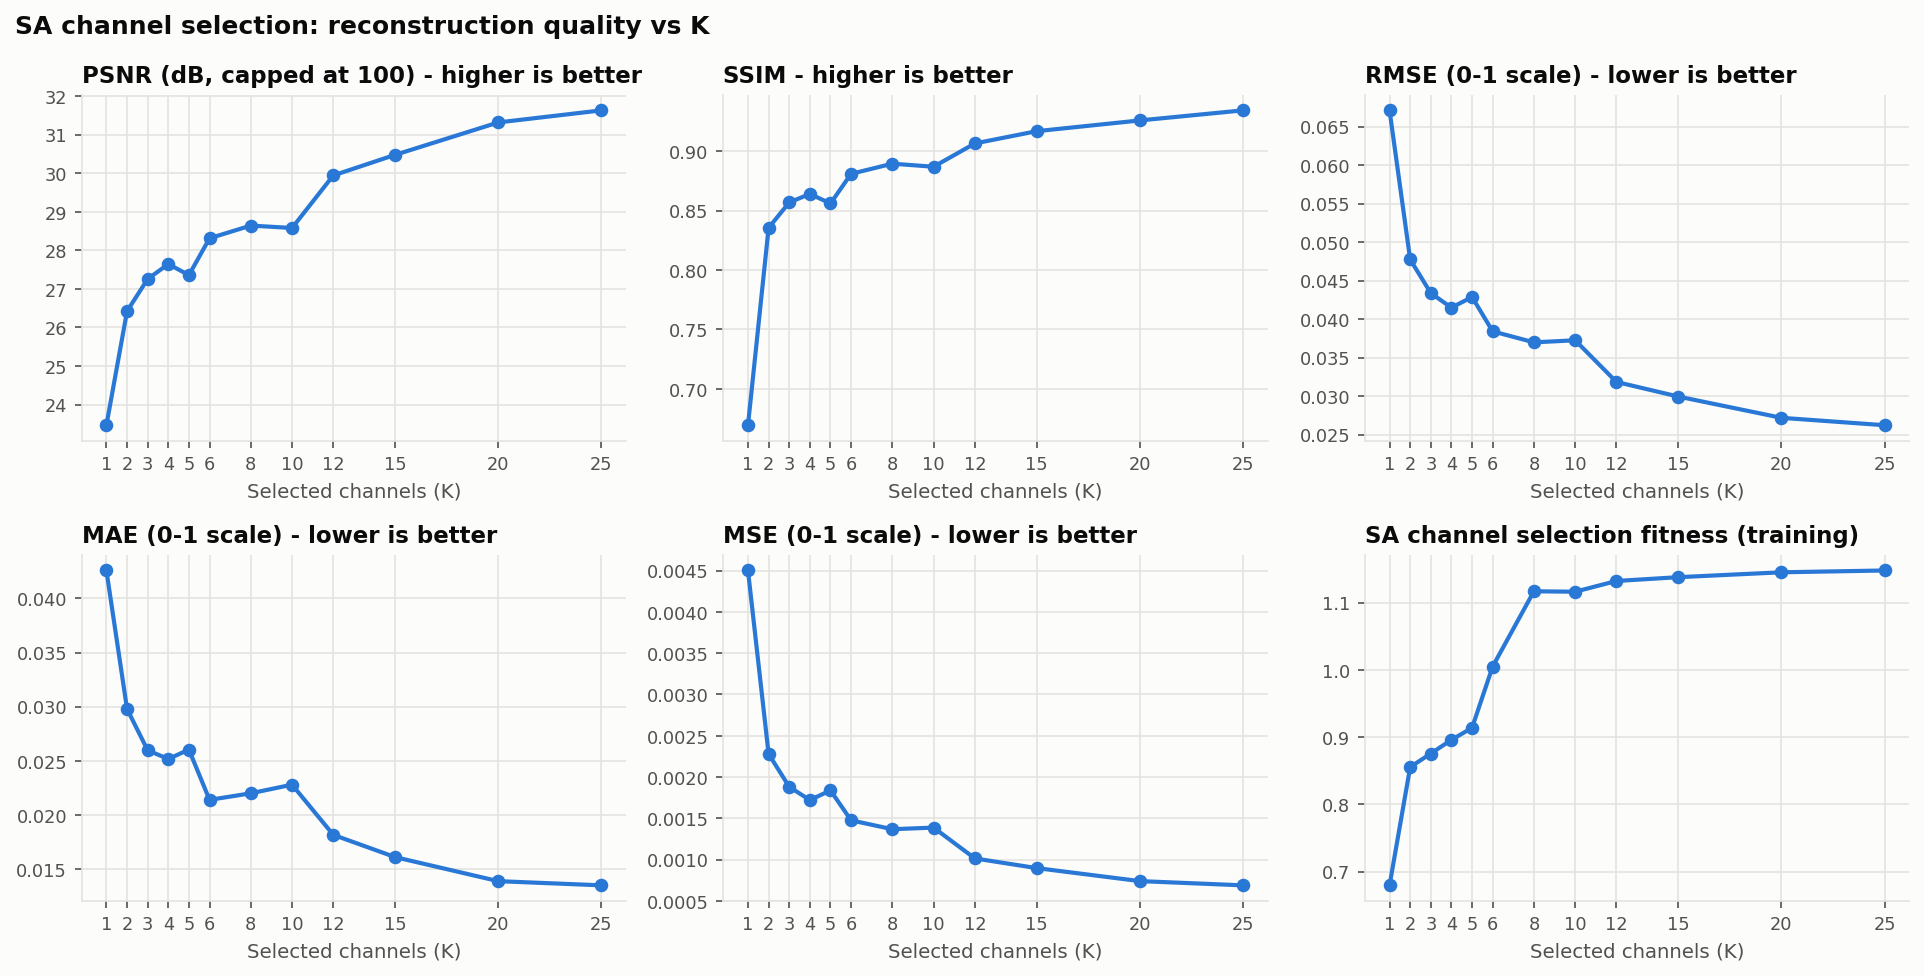 SA channel selection: reconstruction quality vs K
PSNR (dB, capped at 100) - higher is better
32
31
30
29
28
27
26
25
24
1 2 3 4 5 6 8 10 12 15 20 25
Selected channels (K)
SSIM - higher is better
0.90
0.85
0.80
0.75
0.70
1 2 3 4 5 6 8 10 12 15 20 25
Selected channels (K)
RMSE (0-1 scale) - lower is better
0.065
0.060
0.055
0.050
0.045
0.040
0.035
0.030
0.025
1 2 3 4 5 6 8 10 12 15 20 25
Selected channels (K)
MAE (0-1 scale) - lower is better
0.040
0.035
0.030
0.025
0.020
0.015
1 2 3 4 5 6 8 10 12 15 20 25
Selected channels (K)
MSE (0-1 scale) - lower is better
0.0045
0.0040
0.0035
0.0030
0.0025
0.0020
0.0015
0.0010
0.0005
1 2 3 4 5 6 8 10 12 15 20 25
Selected channels (K)
SA channel selection fitness (training)
1.1
1.0
0.9
0.8
0.7
1 2 3 4 5 6 8 10 12 15 20 25
Selected channels (K)